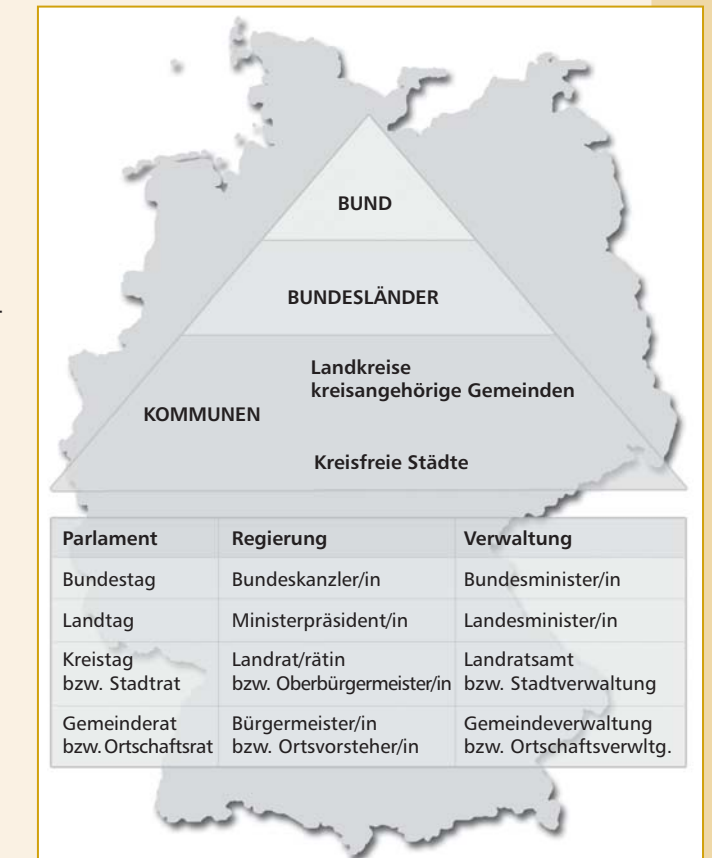 BUND
BUNDESLÄNDER
Landkreise
kreisangehörige Gemeinden
KOMMUNEN
Kreisfreie Städte
Parlament Regierung Verwaltung
Bundestag Bundeskanzler/in Bundesminister/in
Landtag Ministerpräsident/in Landesminister/in
Kreistag Landrat/rätin Landratsamt
bzw. Stadtrat bzw. Oberbürgermeister/in bzw. Stadtverwaltung
Gemeinderat Bürgermeister/in Gemeindeverwaltung
bzw. Ortschaftsrat bzw. Ortsvorsteher/in bzw. Ortschaftsverwltg.